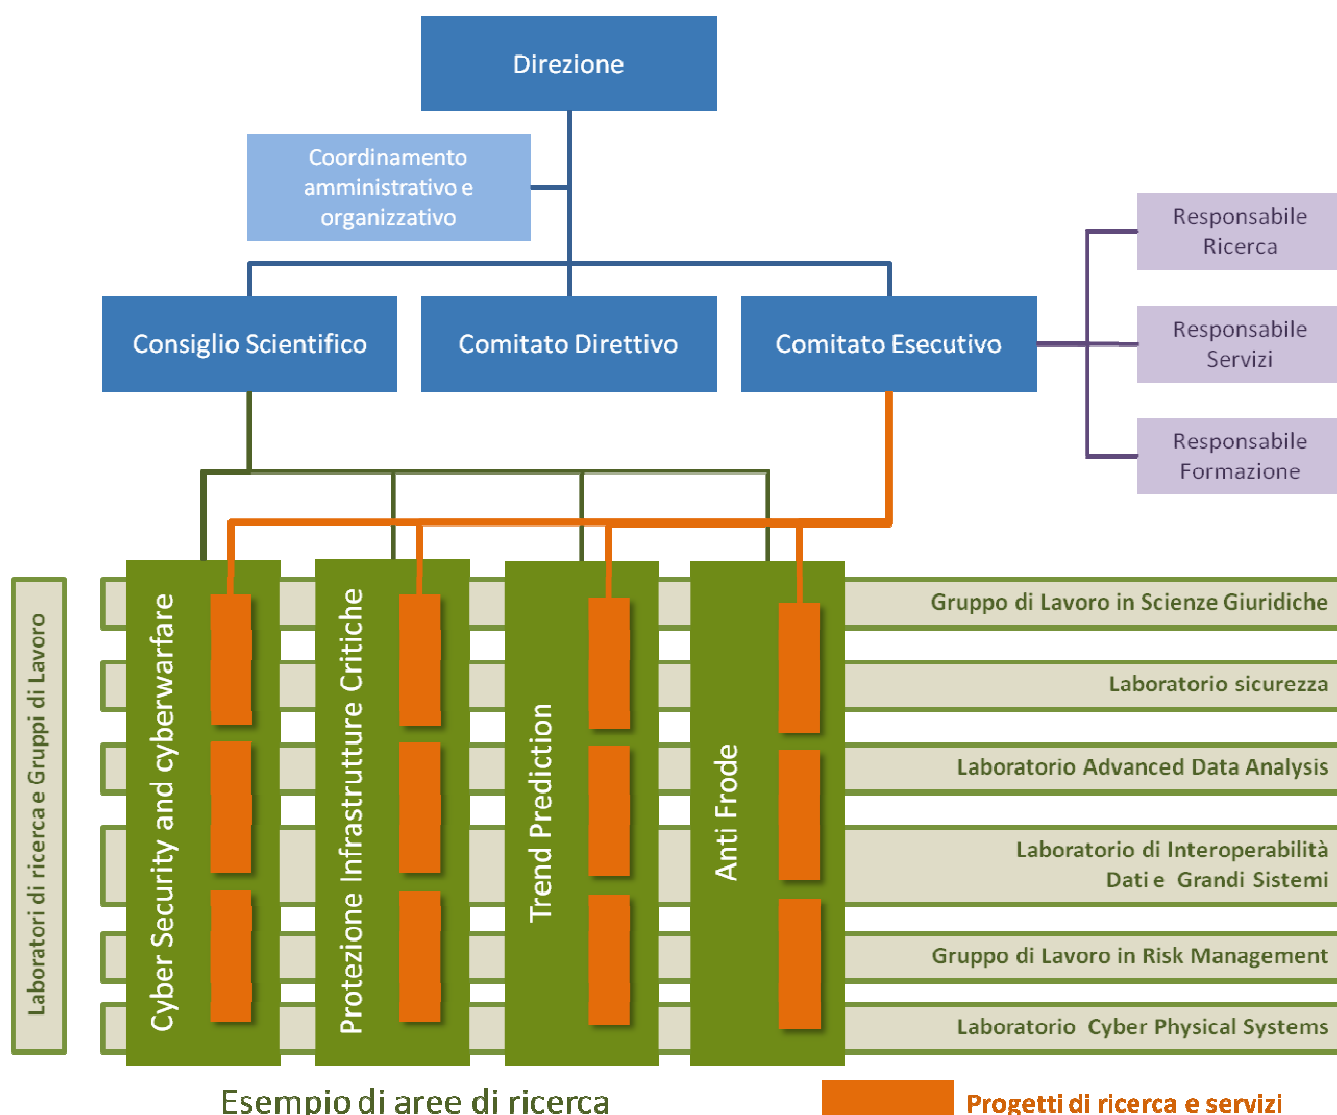 Direzione
Coordinamento
amministrativo e
organizzativo
Responsabile
Ricerca
Consiglio Scientifico
Comitato Direttivo
Comitato Esecutivo
Responsabile
Servizi
Responsabile
Formazione
Laboratori di ricerca e Gruppi di Lavoro
Cyber Security and cyberwarfare
Protezione Infrastrutture Critiche
Trend Prediction
Anti Frode
Gruppo di Lavoro in Scienze Giuridiche
Laboratorio sicurezza
Laboratorio Advanced Data Analysis
Laboratorio di Interoperabilità
Dati e Grandi Sistemi
Gruppo di Lavoro in Risk Management
Laboratorio Cyber Physical Systems
Esempio di aree di ricerca
Progetti di ricerca e servizi